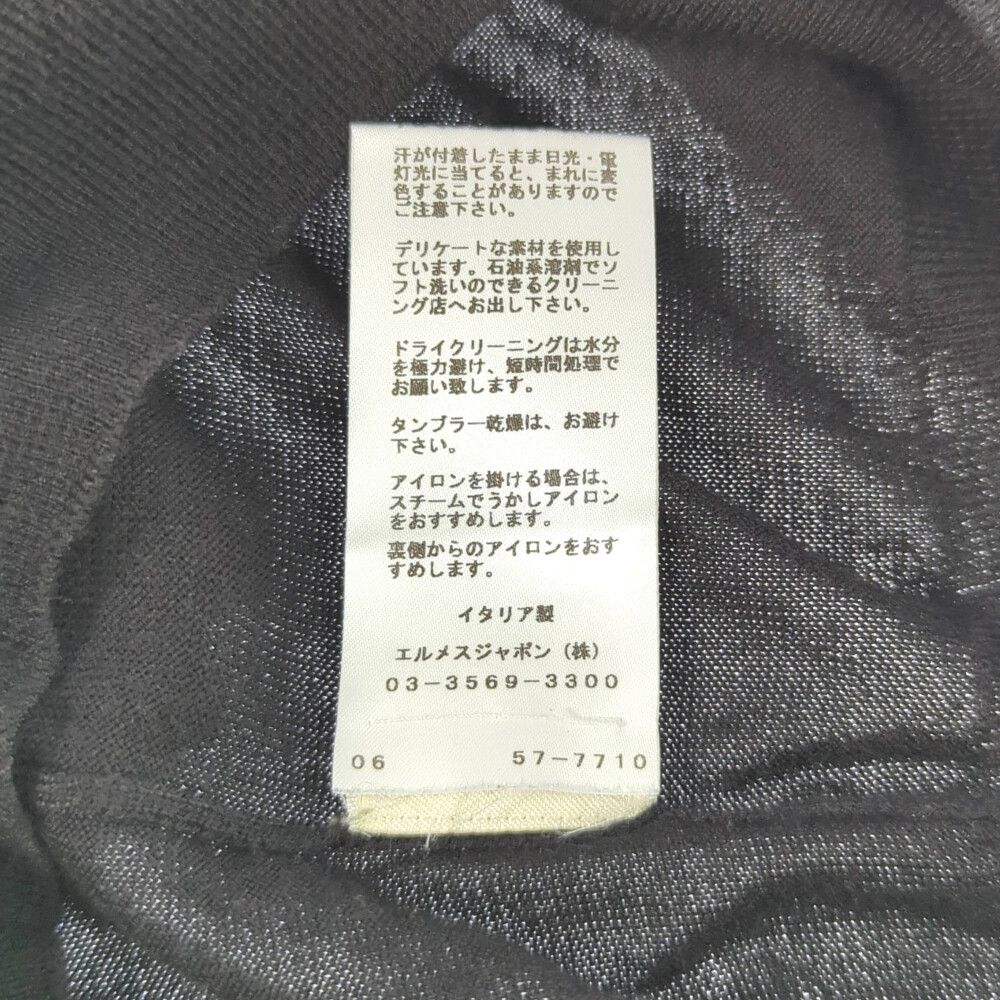 汗が付着したまま日光・電
灯光に当てると、まれに変
色することがありますので
ご注意下さい。
デリケートな素材を使用し
ています。石油系溶剤でソ
フト洗いのできるクリーニ
ング店へお出し下さい。
ドライクリーニングは水分
を極力避け、短時間処理で
お願い致します。
タンブラー乾燥は、お避け
下さい。
アイロンを掛ける場合は、
スチームでうかしアイロン
をおすすめします。
裏側からのアイロンをおす
すめします。
イタリア製
エルメスジャポン（株）
03-3569-3300
06 57-7710